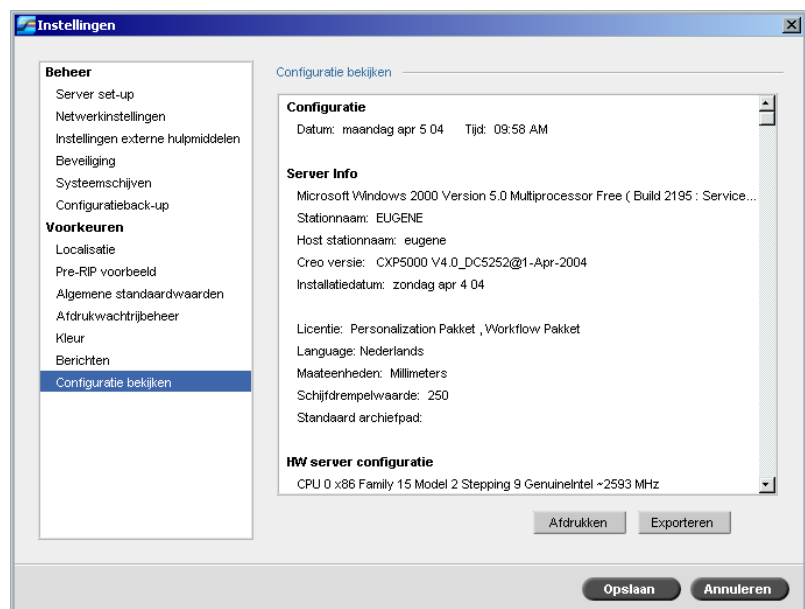 Instellingen
Beheer
Server set-up
Netwerkinstellingen
Instellingen externe hulpmiddelen
Beveiliging
Systeemschijven
Configuratieback-up
Voorkeuren
Localisatie
Pre-RIP voorbeeld
Algemene standaardwaarden
Afdrukwachtrijbeheer
Kleur
Berichten
Configuratie bekijken
Configuratie bekijken
Configuratie
Datum: maandag apr 5 04 Tijd: 09:58 AM
Server Info
Microsoft Windows 2000 Version 5.0 Multiprocessor Free ( Build 2195 : Service...
Stationnaam: EUGENE
Host stationnaam: eugene
Creo versie: CXP5000 V4.0_DC5252@1-Apr-2004
Installatiedatum: zondag apr 4 04
Licentie: Personalization Pakket , Workflow Pakket
Language: Nederlands
Maateenheden: Millimeters
Schijfdrempelwaarde: 250
Standaard archiefpad:
HW server configuratie
CPU 0 x86 Family 15 Model 2 Stepping 9 GenuineIntel ~2593 MHz
Afdrukken Exporteren
Opslaan Annuleren